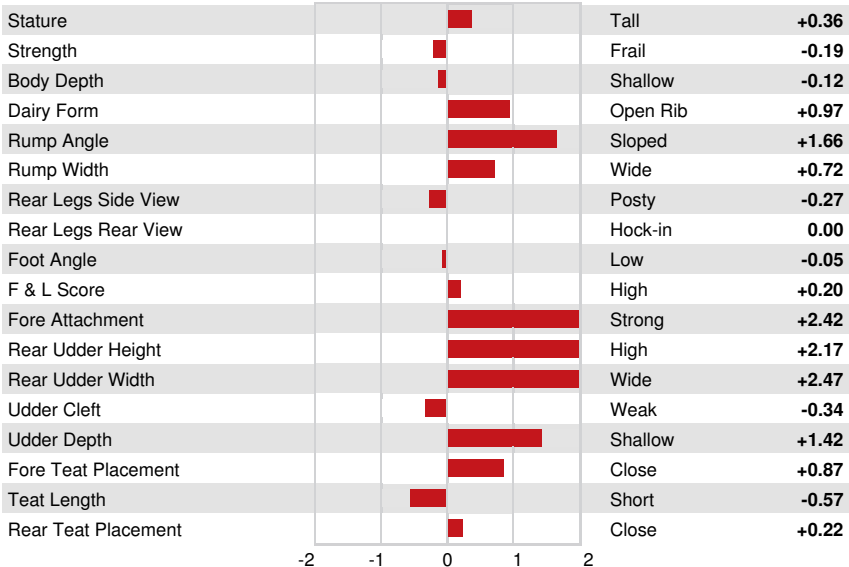 Stature Tall +0.36
Strength Frail -0.19
Body Depth Shallow -0.12
Dairy Form Open Rib +0.97
Rump Angle Sloped +1.66
Rump Width Wide +0.72
Rear Legs Side View Posty -0.27
Rear Legs Rear View Hock-in 0.00
Foot Angle Low -0.05
F & L Score High +0.20
Fore Attachment Strong +2.42
Rear Udder Height High +2.17
Rear Udder Width Wide +2.47
Udder Cleft Weak -0.34
Udder Depth Shallow +1.42
Fore Teat Placement Close +0.87
Teat Length Short -0.57
Rear Teat Placement Close +0.22
-2 -1 0 1 2